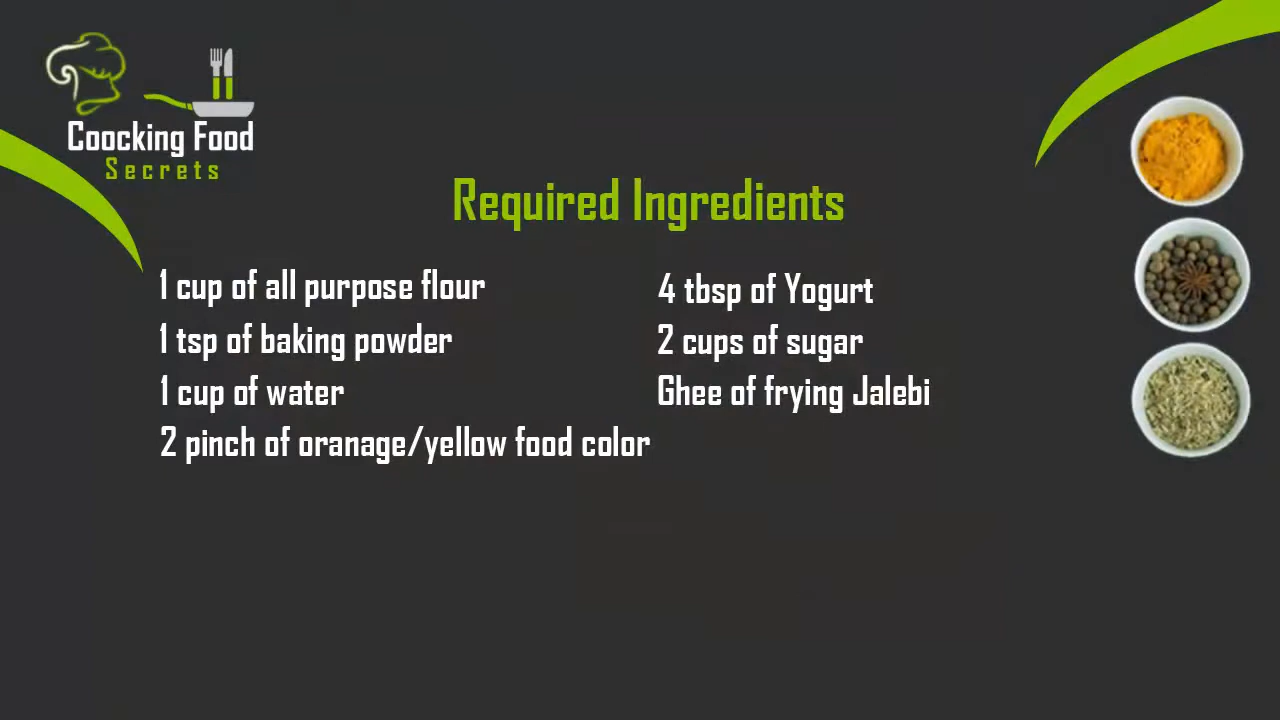 Coocking Food
Secrets
Required Ingredients
1 cup of all purpose flour
1 tsp of baking powder
1 cup of water
2 pinch of oranage/yellow food color
4 tbsp of Yogurt
2 cups of sugar
Ghee of frying Jalebi